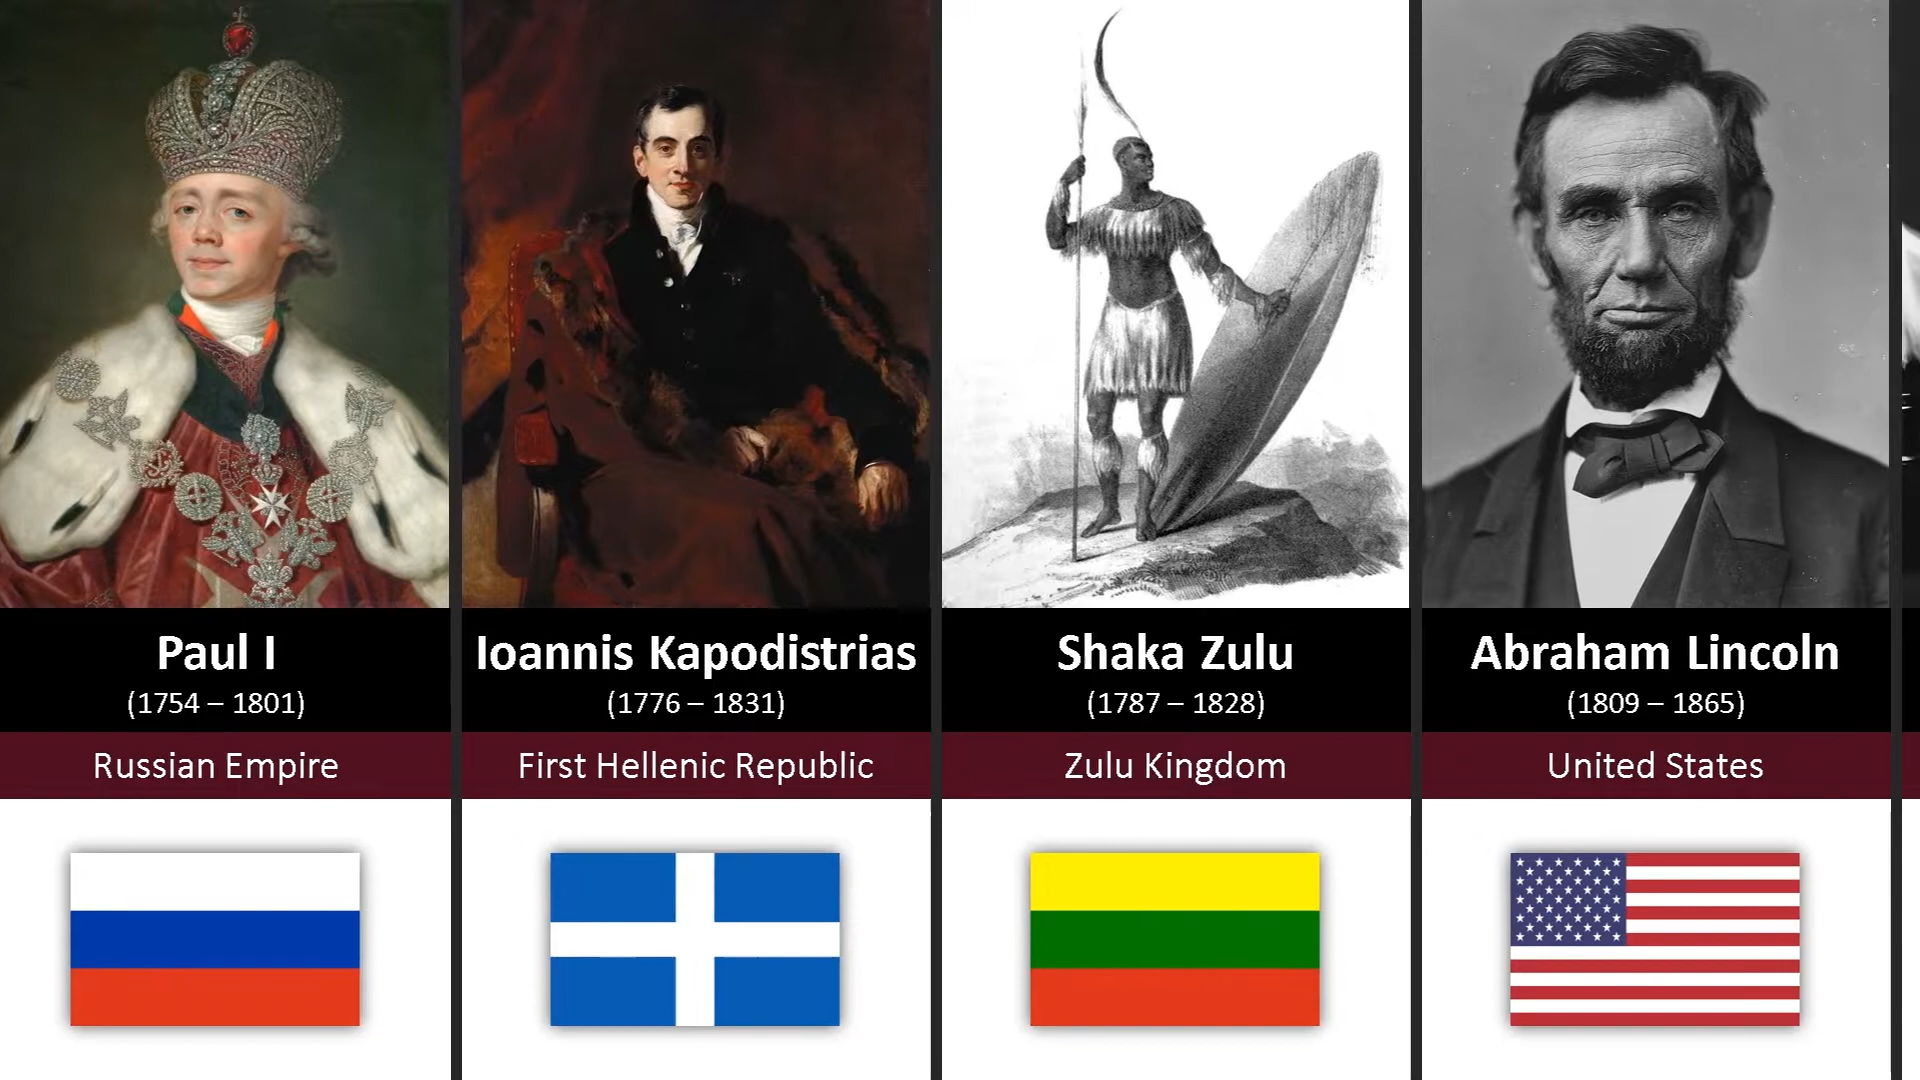 Paul I
(1754 – 1801)
Russian Empire
Ioannis Kapodistrias
(1776 – 1831)
First Hellenic Republic
Shaka Zulu
(1787 – 1828)
Zulu Kingdom
Abraham Lincoln
(1809 – 1865)
United States